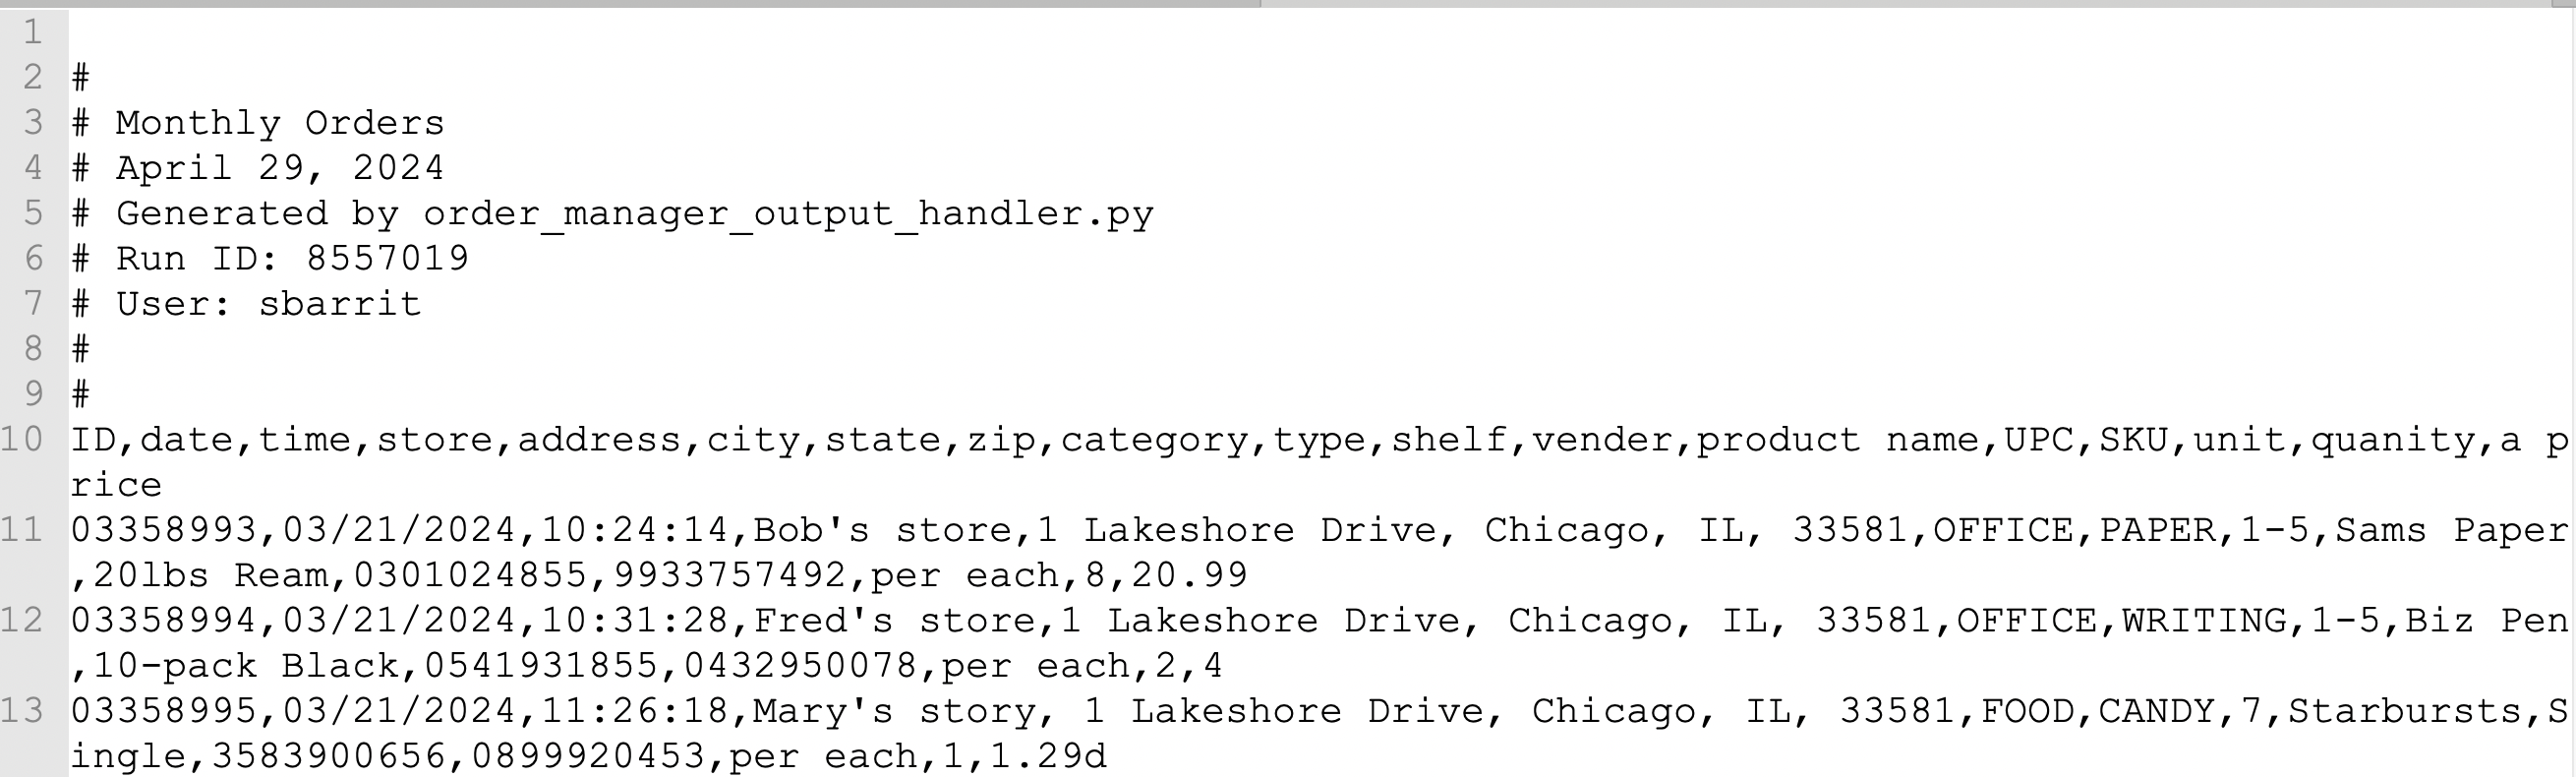 1
2 #
3 # Monthly Orders
4 # April 29, 2024
5 # Generated by order_manager_output_handler.py
6 # Run ID: 8557019
7 # User: sbarrit
8 #
9 #
10 ID,date,time,store,address,city,state,zip,category,type,shelf,vender,product name,UPC,SKU,unit,quanity,a p
rice
11 03358993,03/21/2024,10:24:14,Bob's store,1 Lakeshore Drive, Chicago, IL, 33581,OFFICE,PAPER,1-5,Sams Paper
,20lbs Ream,0301024855,9933757492,per each,8,20.99
12 03358994,03/21/2024,10:31:28,Fred's store,1 Lakeshore Drive, Chicago, IL, 33581,OFFICE,WRITING,1-5,Biz Pen
,10-pack Black,0541931855,0432950078,per each,2,4
13 03358995,03/21/2024,11:26:18,Mary's story, 1 Lakeshore Drive, Chicago, IL, 33581,FOOD,CANDY,7,Starbursts,S
ingle,3583900656,0899920453,per each,1,1.29d